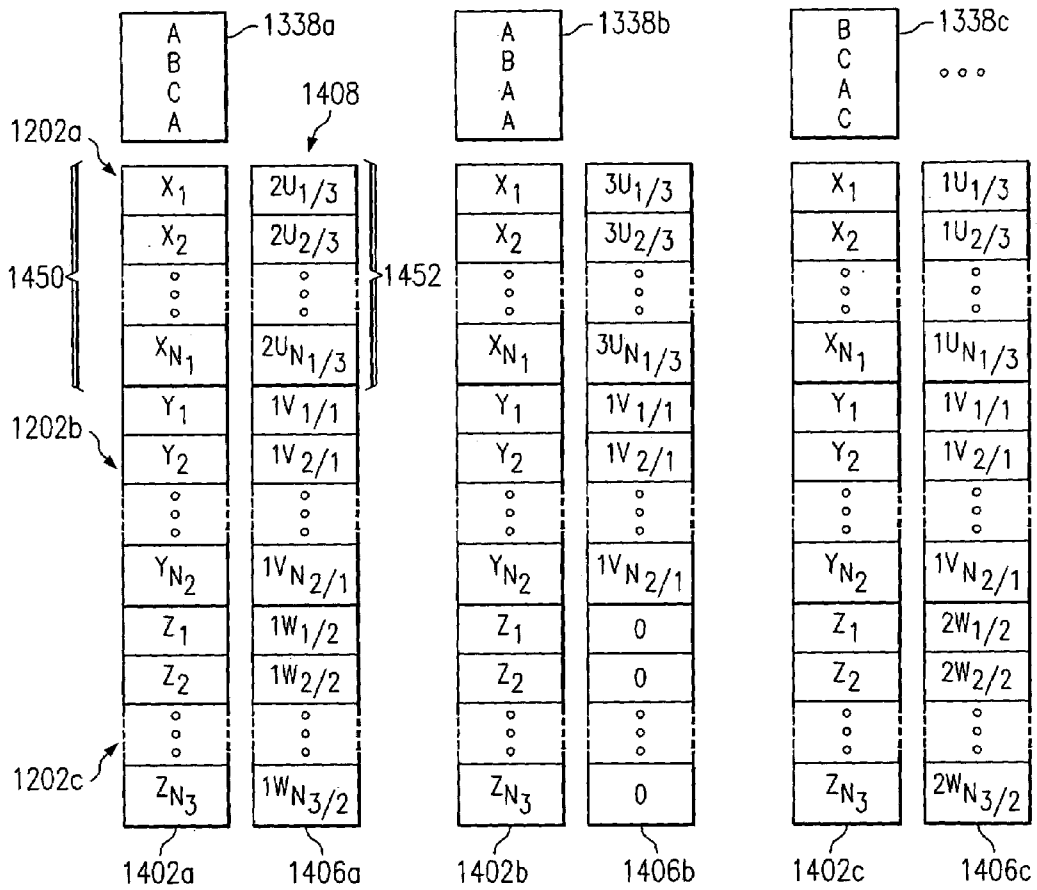 A A B
1338a 1338b 1338c
B B C
C A A
1408
A A C
1202a
X1 2U1/3 X1 3U1/3 X1 1U1/3
X2 2U2/3 X2 3U2/3 X2 1U2/3
1450 1452
XN1 2UN1/3 XN1 3UN1/3 XN1 1UN1/3
Y1 1V1/1 Y1 1V1/1 Y1 1V1/1
1202b
Y2 1V2/1 Y2 1V2/1 Y2 1V2/1
YN2 1VN2/1 YN2 1VN2/1 YN2 1VN2/1
Z1 1W1/2 Z1 0 Z1 2W1/2
Z2 1W2/2 Z2 0 Z2 2W2/2
1202c
ZN3 1WN3/2 ZN3 0 ZN3 2WN3/2
1402a 1406a 1402b 1406b 1402c 1406c